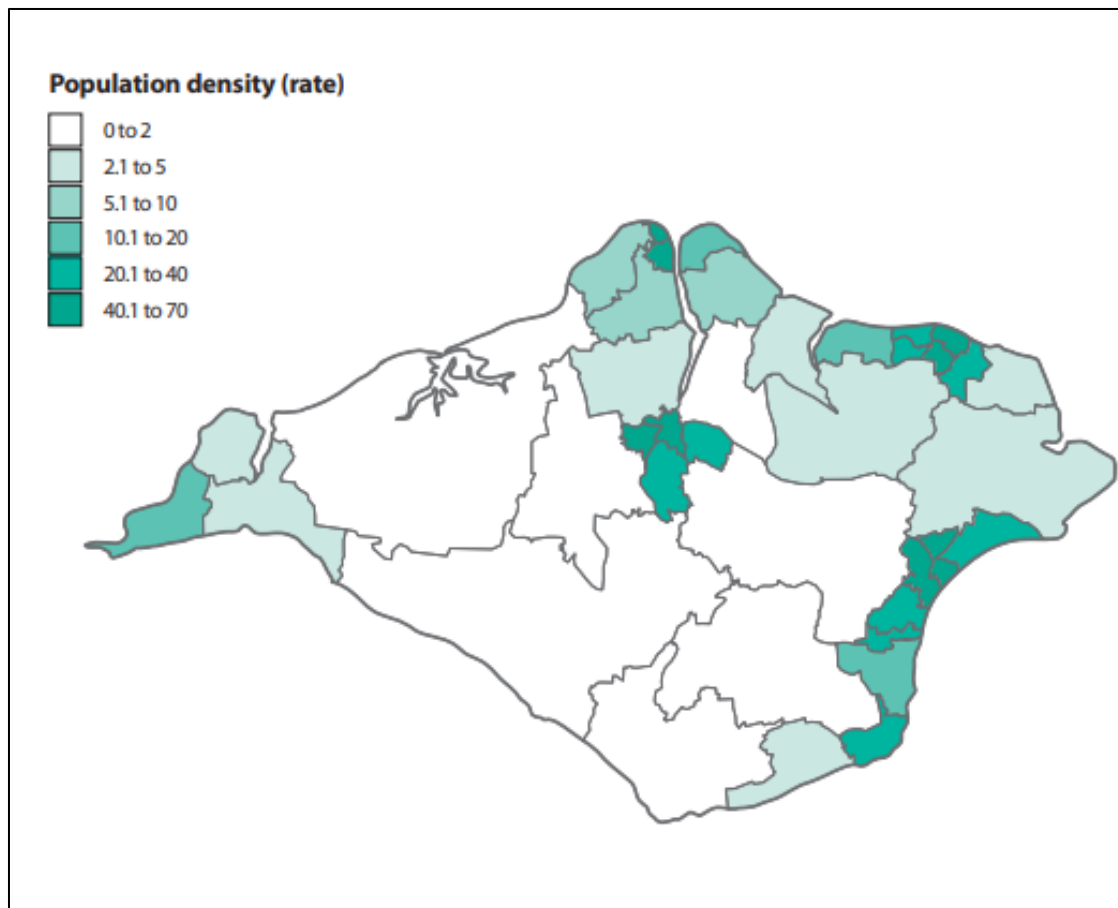 Population density (rate)
0 to 2
2.1 to 5
5.1 to 10
10.1 to 20
20.1 to 40
40.1 to 70